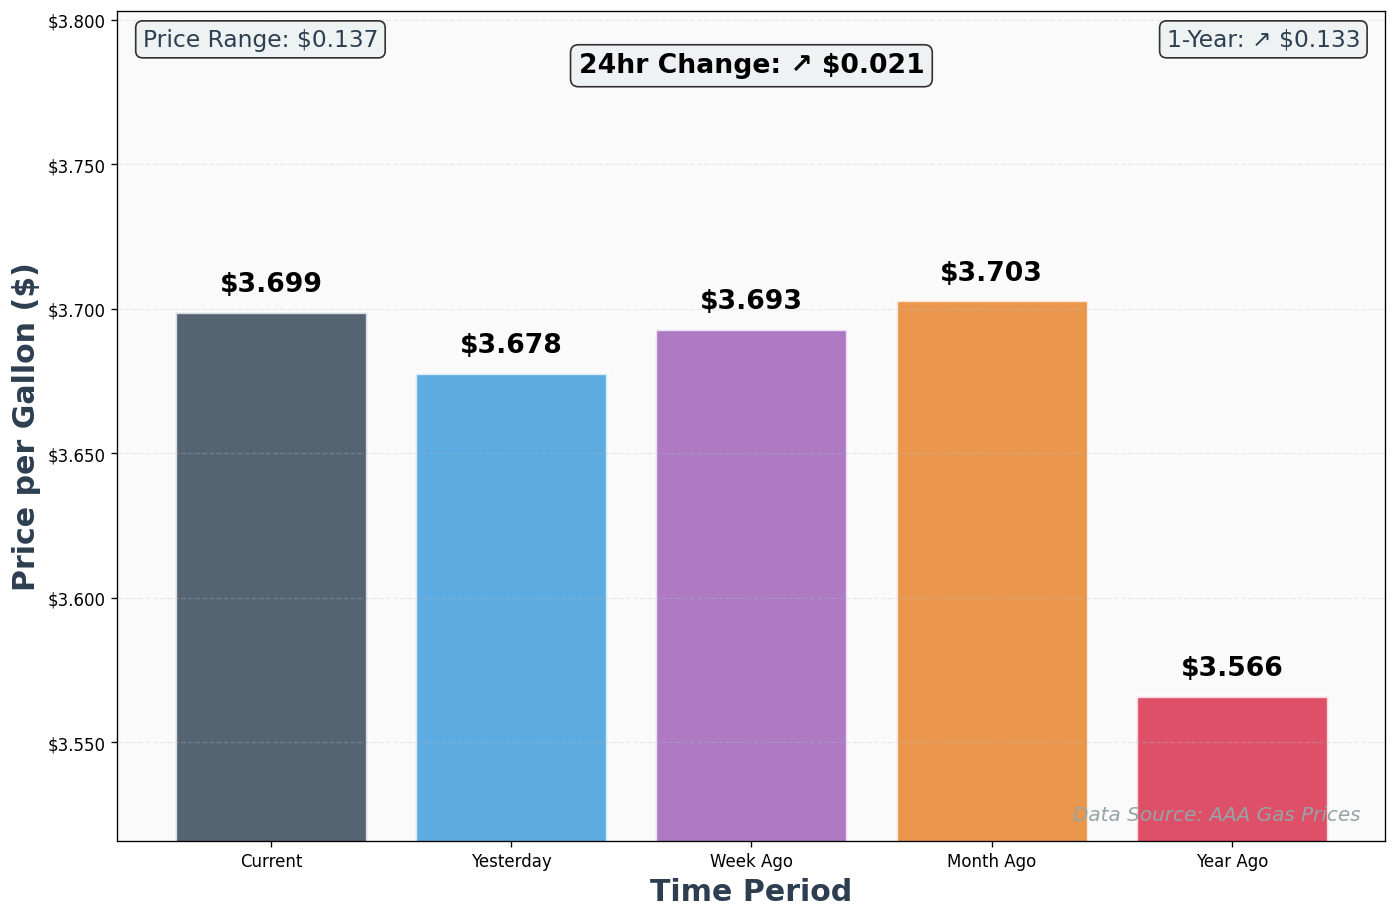 $3.800
Price Range: $0.137
1-Year: ↗ $0.133
24hr Change: ↗ $0.021
$3.750
$3.700
$3.650
$3.600
$3.550
Price per Gallon ($)
$3.699
$3.678
$3.693
$3.703
$3.566
Data Source: AAA Gas Prices
Current
Yesterday
Week Ago
Month Ago
Year Ago
Time Period